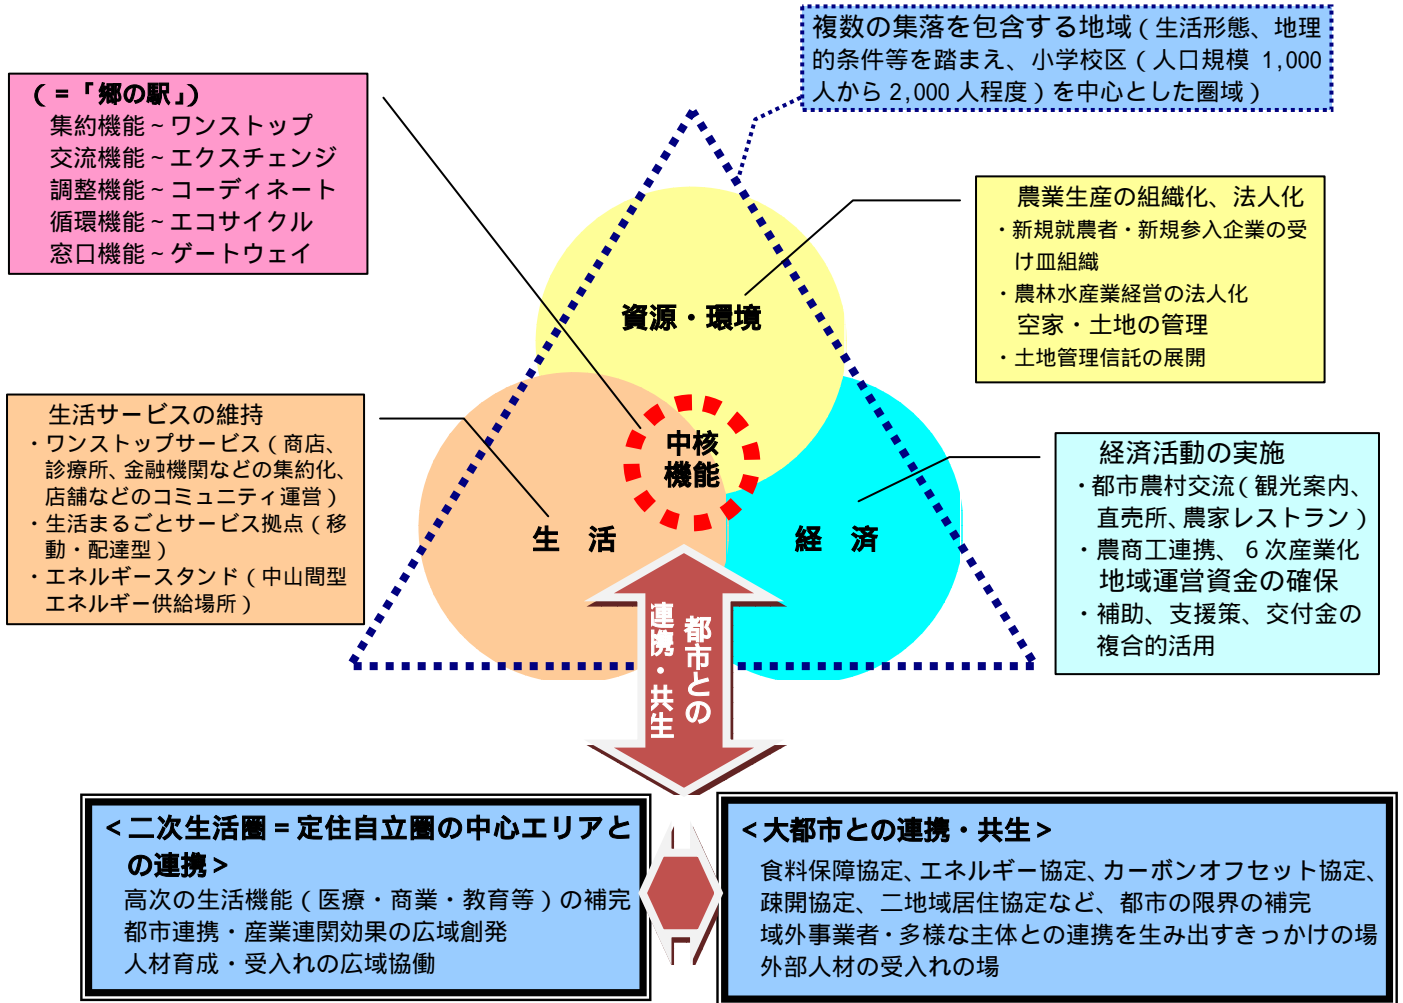 複数の集落を包含する地域（生活形態、地理
的条件等を踏まえ、小学校区（人口規模 1,000
人から 2,000 人程度）を中心とした圏域）
（＝「郷の駅」）
集約機能～ワンストップ
交流機能～エクスチェンジ
調整機能～コーディネート
循環機能～エコサイクル
窓口機能～ゲートウェイ
農業生産の組織化、法人化
・新規就農者・新規参入企業の受
け皿組織
・農林水産業経営の法人化
空家・土地の管理
・土地管理信託の展開
資源・環境
生活サービスの維持
・ワンストップサービス（商店、
診療所、金融機関などの集約化、
店舗などのコミュニティ運営）
・生活まるごとサービス拠点（移
動・配達型）
・エネルギースタンド（中山間型
エネルギー供給場所）
中核
機能
生　活
経　済
経済活動の実施
・都市農村交流（観光案内、
直売所、農家レストラン）
・農商工連携、６次産業化
地域運営資金の確保
・補助、支援策、交付金の
複合的活用
都市との
連携・共生
＜二次生活圏＝定住自立圏の中心エリアと
の連携＞
高次の生活機能（医療・商業・教育等）の補完
都市連携・産業連関効果の広域創発
人材育成・受入れの広域協働
＜大都市との連携・共生＞
食料保障協定、エネルギー協定、カーボンオフセット協定、
疎開協定、二地域居住協定など、都市の限界の補完
域外事業者・多様な主体との連携を生み出すきっかけの場
外部人材の受入れの場